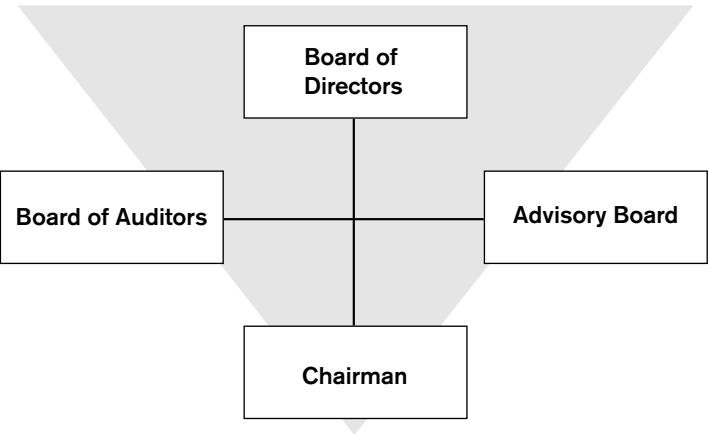 Board of
Directors
Board of Auditors
Advisory Board
Chairman